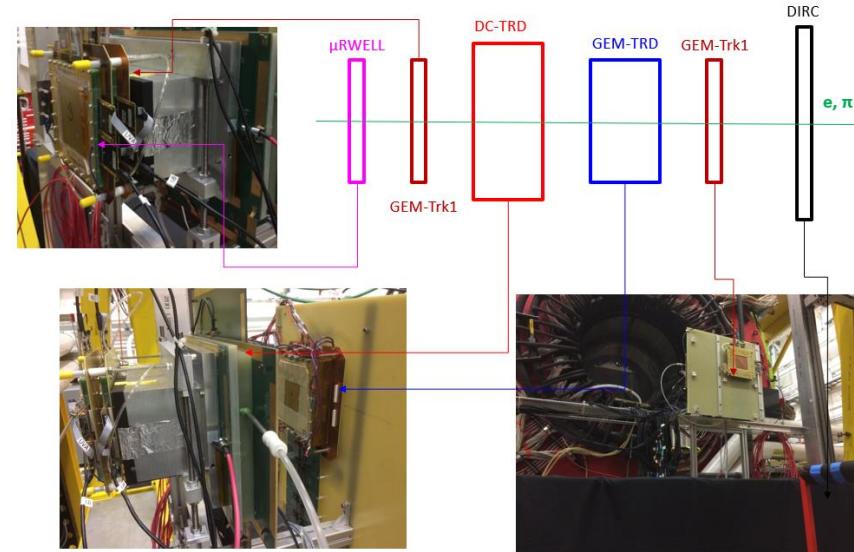 DIRC
DC-TRD
μRWELL
GEM-TRD
GEM-Trk1
e, π
GEM-Trk1